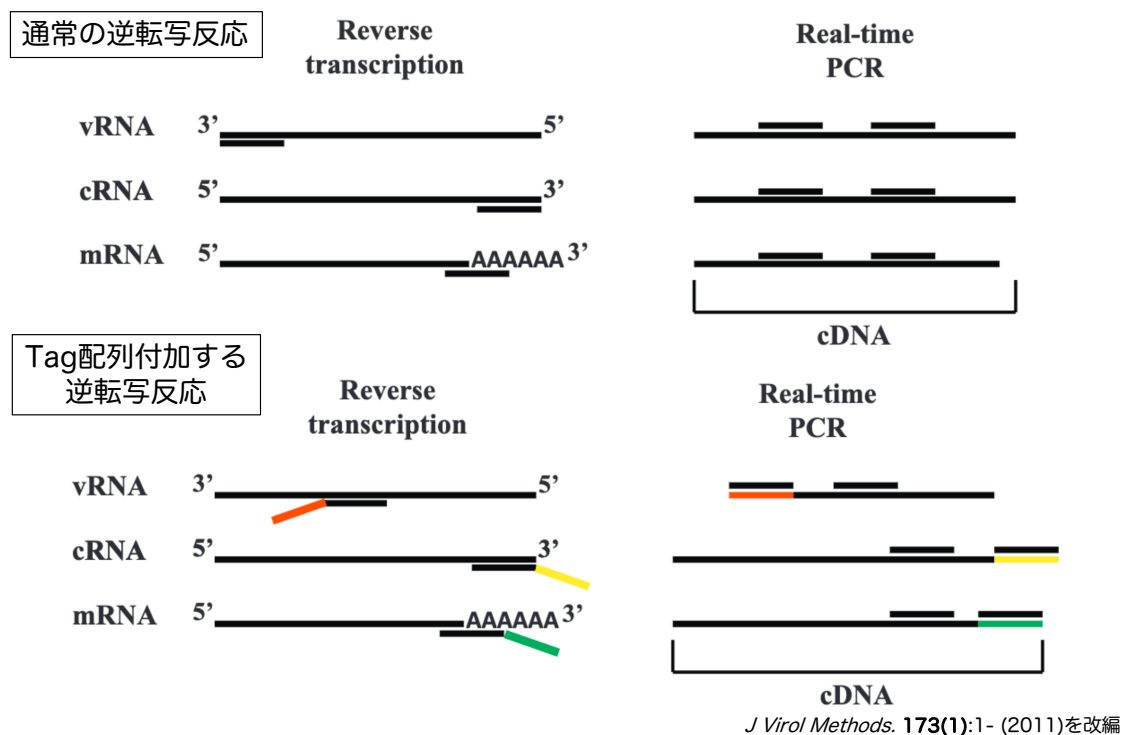 通常の逆転写反応
Reverse
transcription
Real-time
PCR
vRNA 3’ 5’
cRNA 5’ 3’
mRNA 5’ AAAAAA 3’
cDNA
Tag配列付加する
逆転写反応
Reverse
transcription
Real-time
PCR
vRNA 3’ 5’
cRNA 5’ 3’
mRNA 5’ AAAAAA 3’
cDNA
J Virol Methods. 173(1):1- (2011)を改編